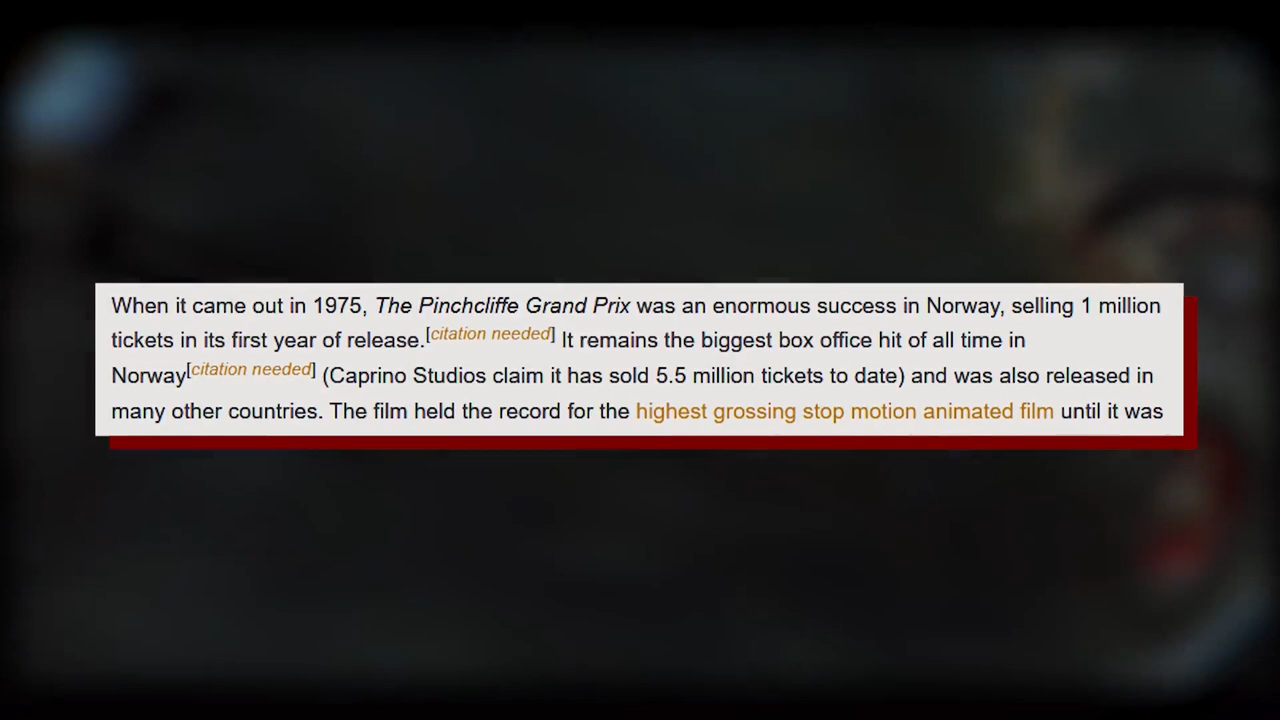 When it came out in 1975, The Pinchcliffe Grand Prix was an enormous success in Norway, selling 1 million
tickets in its first year of release.[citation needed] It remains the biggest box office hit of all time in
Norway[citation needed] (Caprino Studios claim it has sold 5.5 million tickets to date) and was also released in
many other countries. The film held the record for the highest grossing stop motion animated film until it was